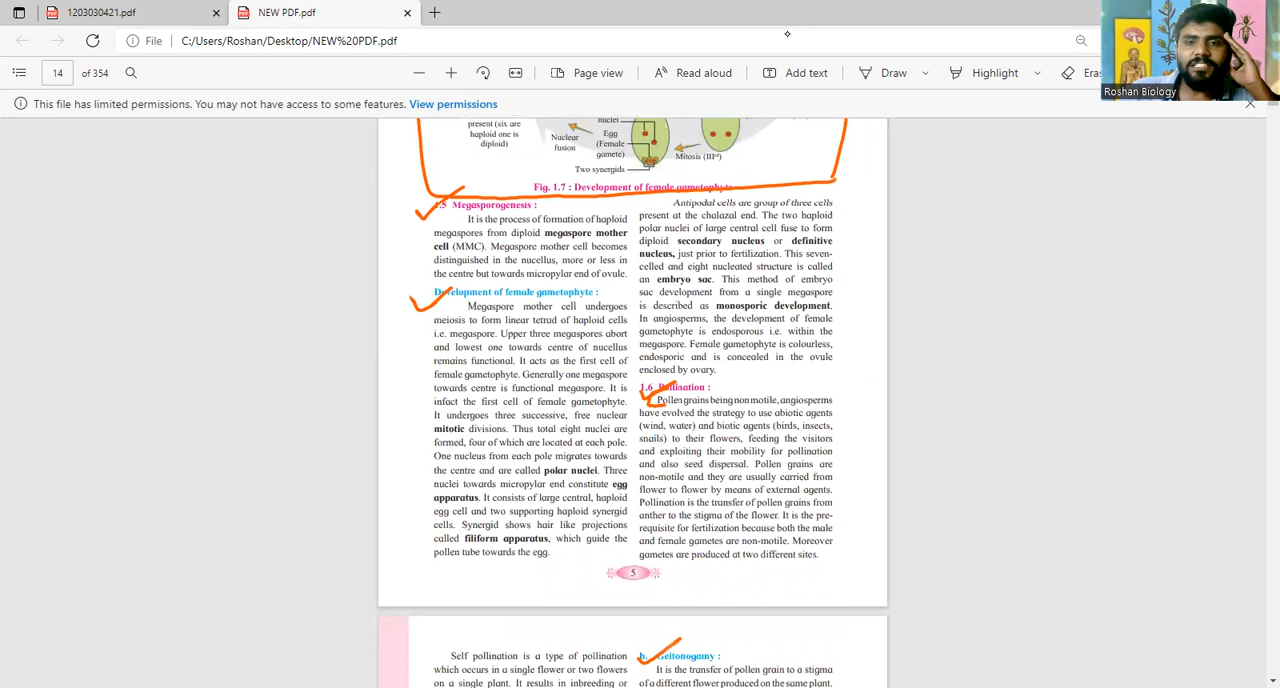 1203030421.pdf
NEW PDF.pdf
File
C:/Users/Roshan/Desktop/NEW%20PDF.pdf
14
of 354
Page view
Read aloud
Add text
Draw
Highlight
This file has limited permissions. You may not have access to some features. View permissions
Roshan Biology
present (six are
haploid one is
diploid)
Nuclear
fusion
nuclei
Egg
(Female
gamete)
Two synergids
Mitosis (IIIrd)
Fig. 1.7 : Development of female gametophyte
1.5 Megasporogenesis :
It is the process of formation of haploid
megaspores from diploid megaspore mother
cell (MMC). Megaspore mother cell becomes
distinguished in the nucellus, more or less in
the centre but towards micropylar end of ovule.
Development of female gametophyte :
Megaspore mother cell undergoes
meiosis to form linear tetrad of haploid cells
i.e. megaspore. Upper three megaspores abort
and lowest one towards centre of nucellus
remains functional. It acts as the first cell of
female gametophyte. Generally one megaspore
towards centre is functional megaspore. It is
infact the first cell of female gametophyte.
It undergoes three successive, free nuclear
mitotic divisions. Thus total eight nuclei are
formed, four of which are located at each pole.
One nucleus from each pole migrates towards
the centre and are called polar nuclei. Three
nuclei towards micropylar end constitute egg
apparatus. It consists of large central, haploid
egg cell and two supporting haploid synergid
cells. Synergid shows hair like projections
called filiform apparatus, which guide the
pollen tube towards the egg.
Antipodal cells are group of three cells
present at the chalazal end. The two haploid
polar nuclei of large central cell fuse to form
diploid secondary nucleus or definitive
nucleus, just prior to fertilization. This seven-
celled and eight nucleated structure is called
an embryo sac. This method of embryo
sac development from a single megaspore
is described as monosporic development.
In angiosperms, the development of female
gametophyte is endosporous i.e. within the
megaspore. Female gametophyte is colourless,
endosporic and is concealed in the ovule
enclosed by ovary.
1.6 Pollination :
Pollen grains being non motile, angiosperms
have evolved the strategy to use abiotic agents
(wind, water) and biotic agents (birds, insects,
snails) to their flowers, feeding the visitors
and exploiting their mobility for pollination
and also seed dispersal. Pollen grains are
non-motile and they are usually carried from
flower to flower by means of external agents.
Pollination is the transfer of pollen grains from
anther to the stigma of the flower. It is the pre-
requisite for fertilization because both the male
and female gametes are non-motile. Moreover
gametes are produced at two different sites.
5
Self pollination is a type of pollination
which occurs in a single flower or two flowers
on a single plant. It results in inbreeding or
b. Geitonogamy :
It is the transfer of pollen grain to a stigma
of a different flower produced on the same plant.